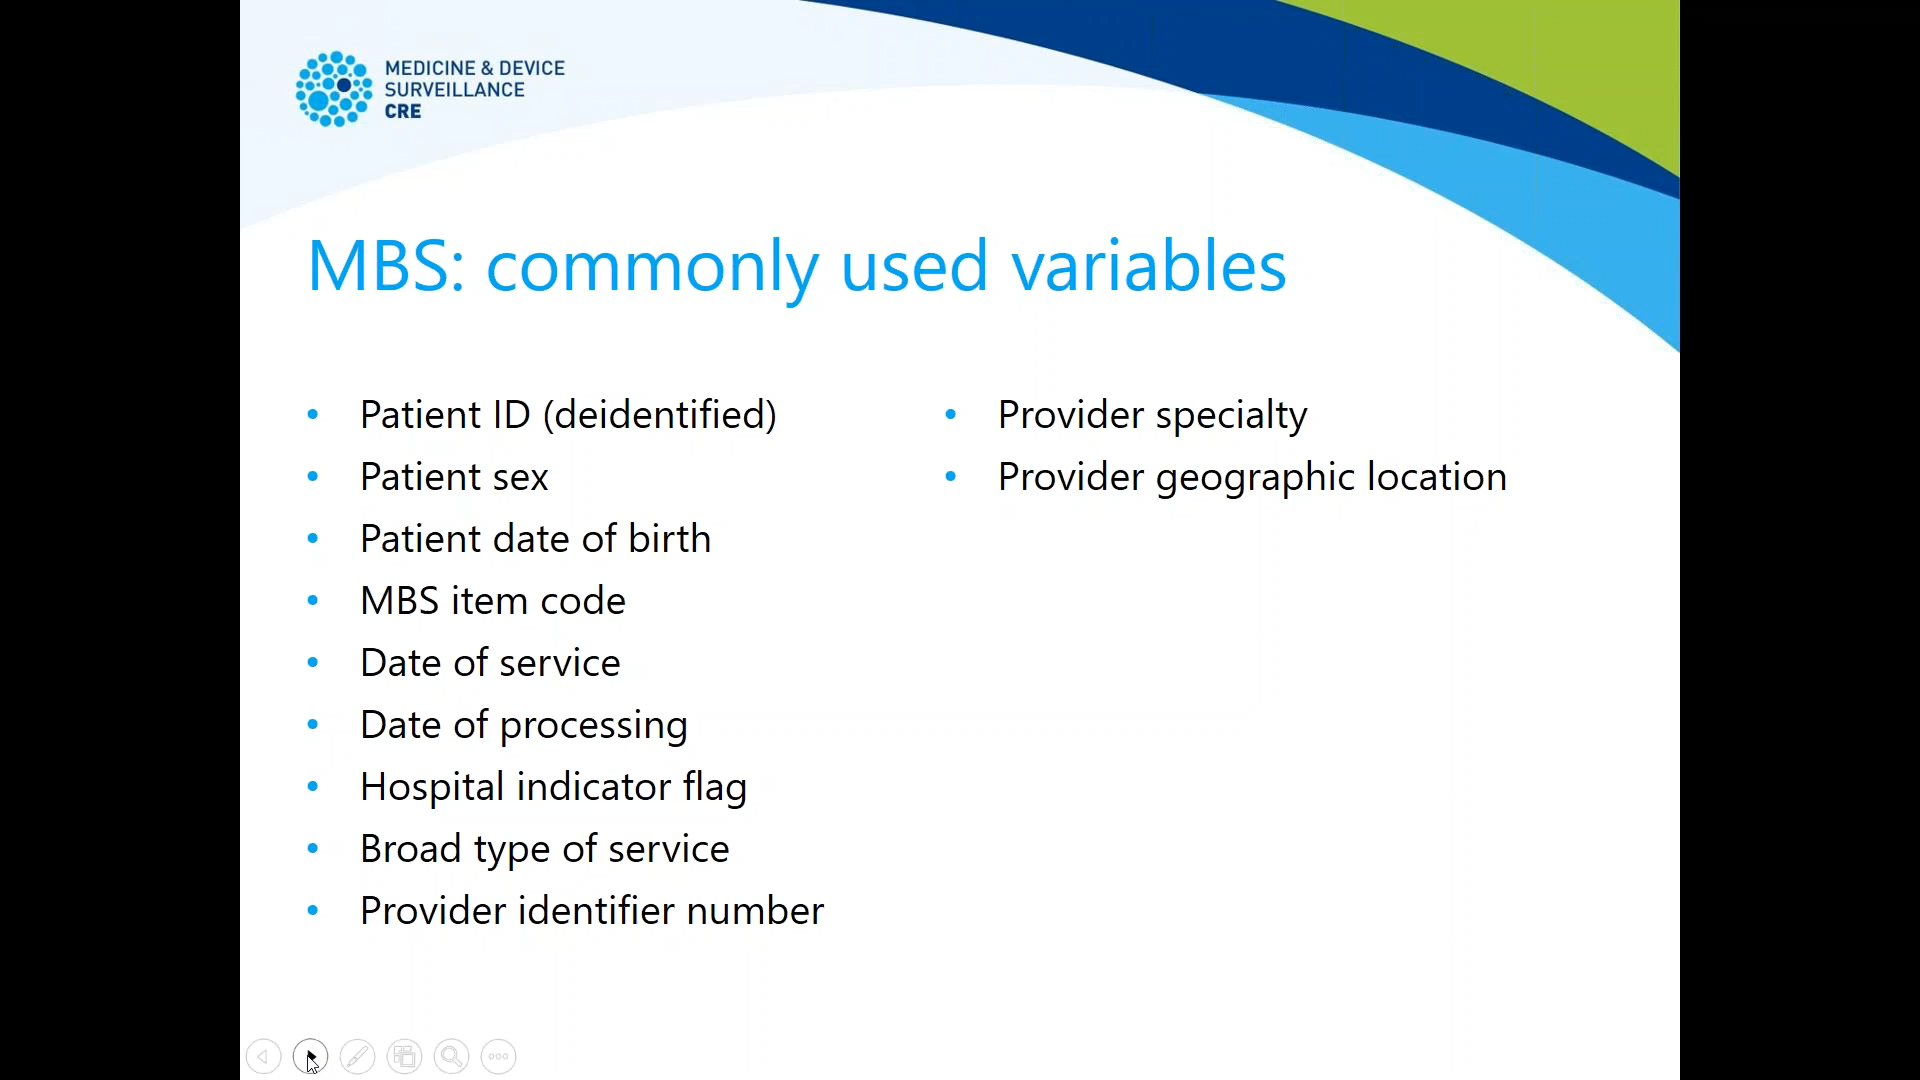 MEDICINE & DEVICE
SURVEILLANCE
CRE
MBS: commonly used variables
• Patient ID (deidentified)
• Patient sex
• Patient date of birth
• MBS item code
• Date of service
• Date of processing
• Hospital indicator flag
• Broad type of service
• Provider identifier number
• Provider specialty
• Provider geographic location